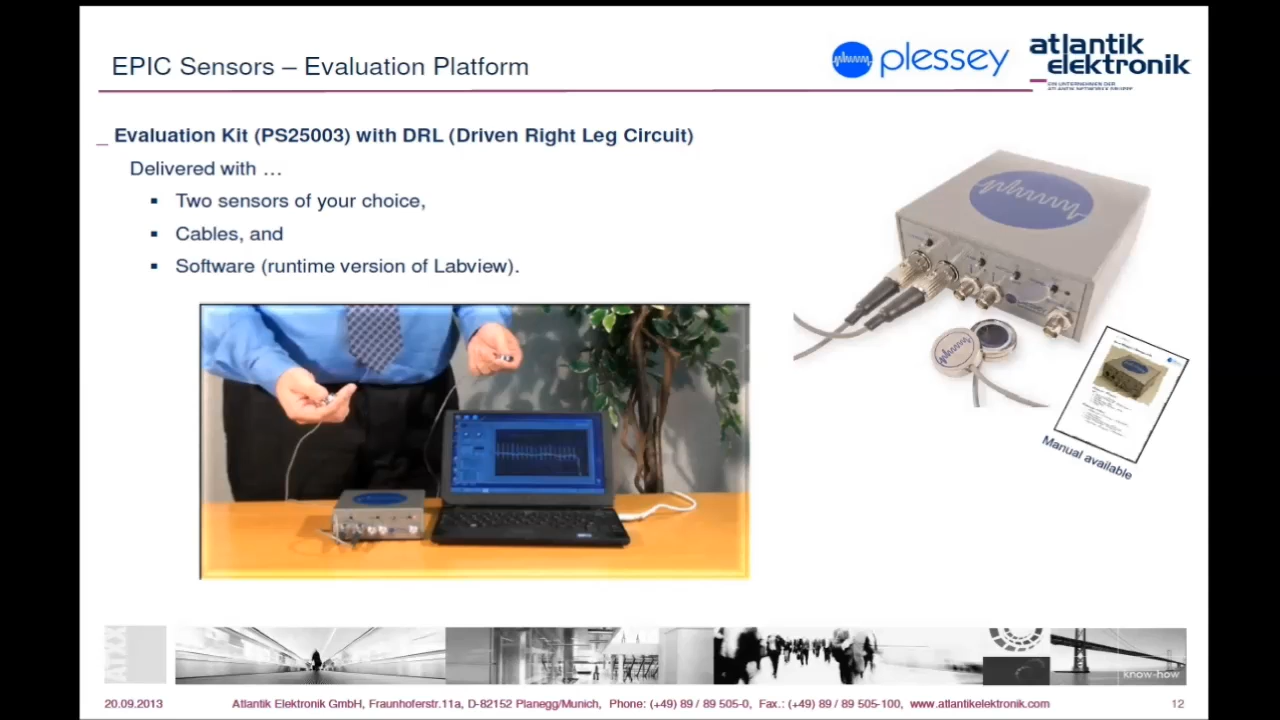 EPIC Sensors – Evaluation Platform
plessey
atlantik
elektronik
_ Evaluation Kit (PS25003) with DRL (Driven Right Leg Circuit)
Delivered with …
▪ Two sensors of your choice,
▪ Cables, and
▪ Software (runtime version of Labview).
Manual available
know-how
20.09.2013 Atlantik Elektronik GmbH, Fraunhoferstr.11a, D-82152 Planegg/Munich, Phone: (+49) 89 / 89 505-0, Fax.: (+49) 89 / 89 505-100, www.atlantikelektronik.com 12